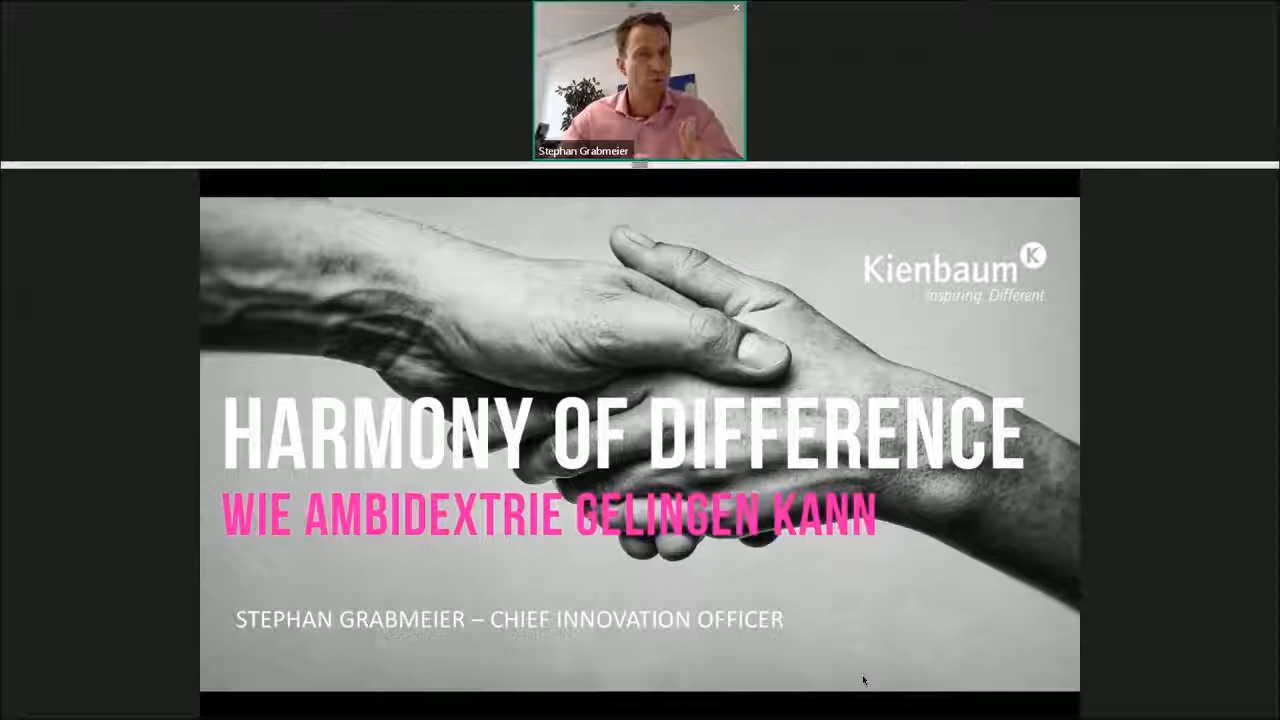 Stephan Grabmeier
Kienbaum K
Inspiring. Different.
HARMONY OF DIFFERENCE
WIE AMBIDEXTRIE GELINGEN KANN
STEPHAN GRABMEIER – CHIEF INNOVATION OFFICER